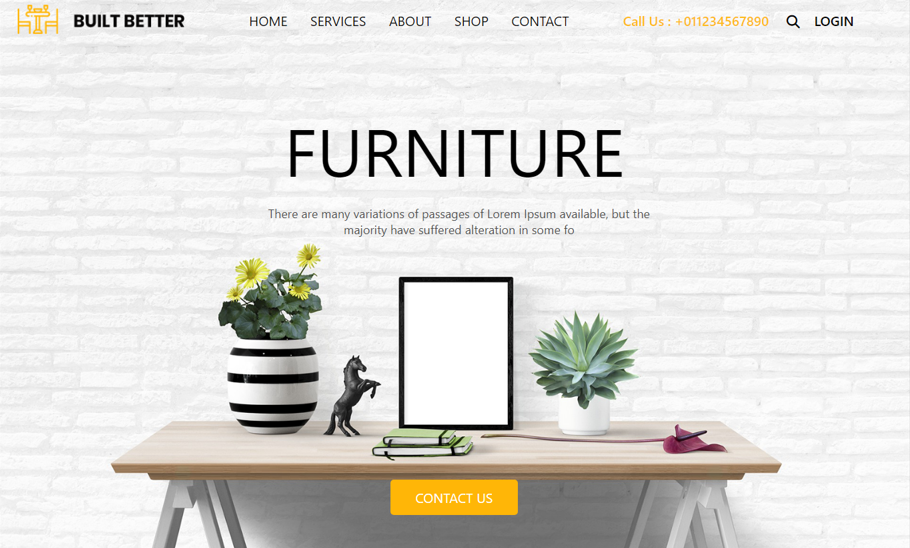 BUILT BETTER
HOME SERVICES ABOUT SHOP CONTACT
Call Us : +011234567890
LOGIN
FURNITURE
There are many variations of passages of Lorem Ipsum available, but the
majority have suffered alteration in some fo
CONTACT US